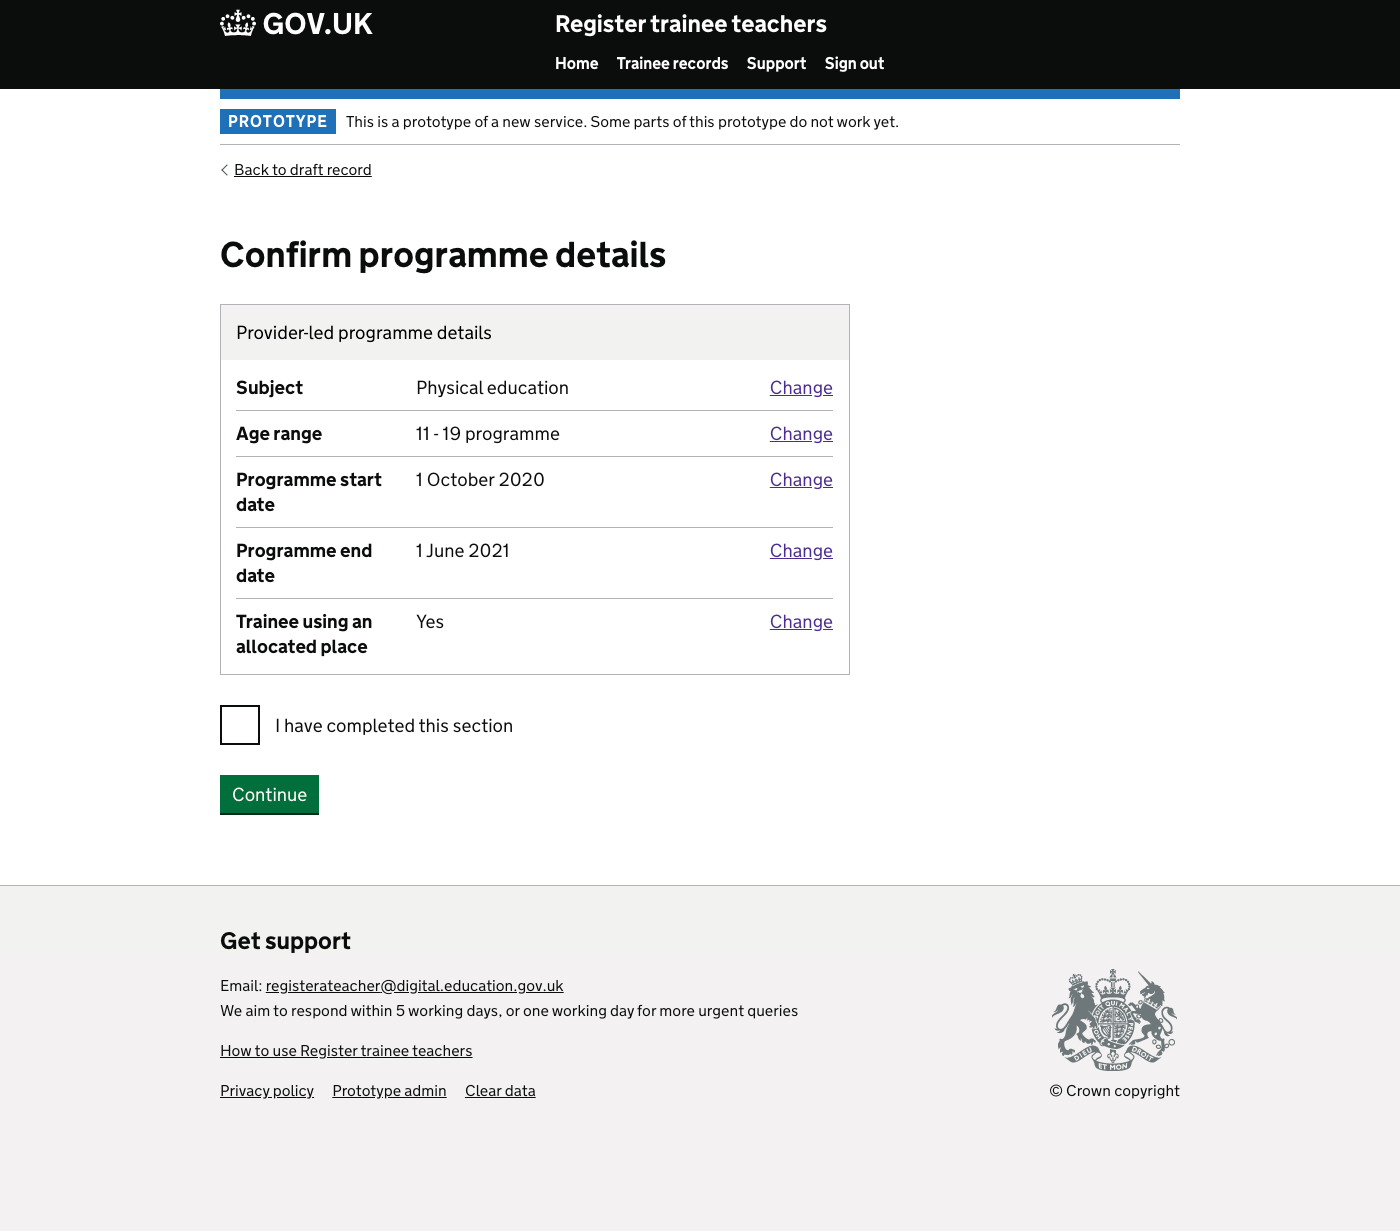 GOV.UK
Register trainee teachers
Home Trainee records Support Sign out
PROTOTYPE This is a prototype of a new service. Some parts of this prototype do not work yet.
Back to draft record
Confirm programme details
Provider-led programme details
Subject Physical education Change
Age range 11 - 19 programme Change
Programme start date 1 October 2020 Change
Programme end date 1 June 2021 Change
Trainee using an allocated place Yes Change
I have completed this section
Continue
Get support
Email: registerateacher@digital.education.gov.uk
We aim to respond within 5 working days, or one working day for more urgent queries
How to use Register trainee teachers
Privacy policy Prototype admin Clear data
DIEU ET MON DROIT
© Crown copyright